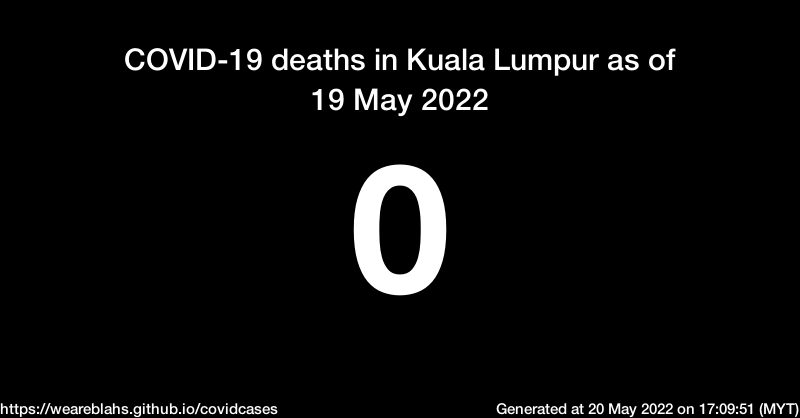 COVID-19 deaths in Kuala Lumpur as of
19 May 2022
0
https://weareblahs.github.io/covidcases
Generated at 20 May 2022 on 17:09:51 (MYT)